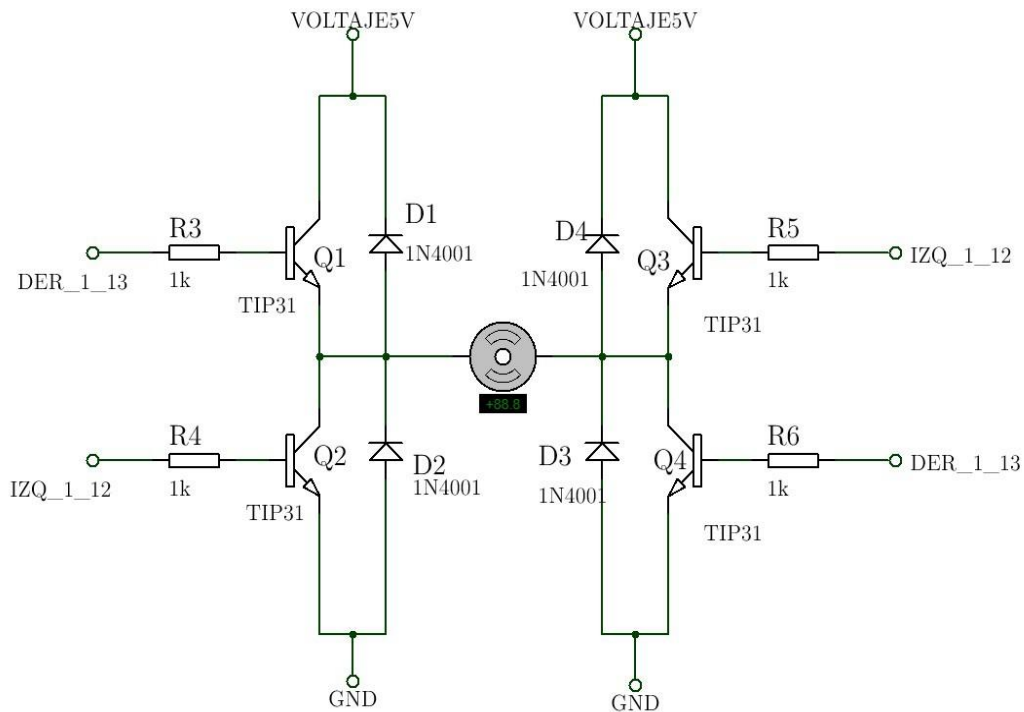 VOLTAJE5V
VOLTAJE5V
R3
1k
DER_1_13
Q1
TIP31
D1
1N4001
D4
1N4001
Q3
TIP31
R5
1k
IZQ_1_12
+88.8
R4
1k
IZQ_1_12
Q2
TIP31
D2
1N4001
D3
1N4001
Q4
TIP31
R6
1k
DER_1_13
GND
GND